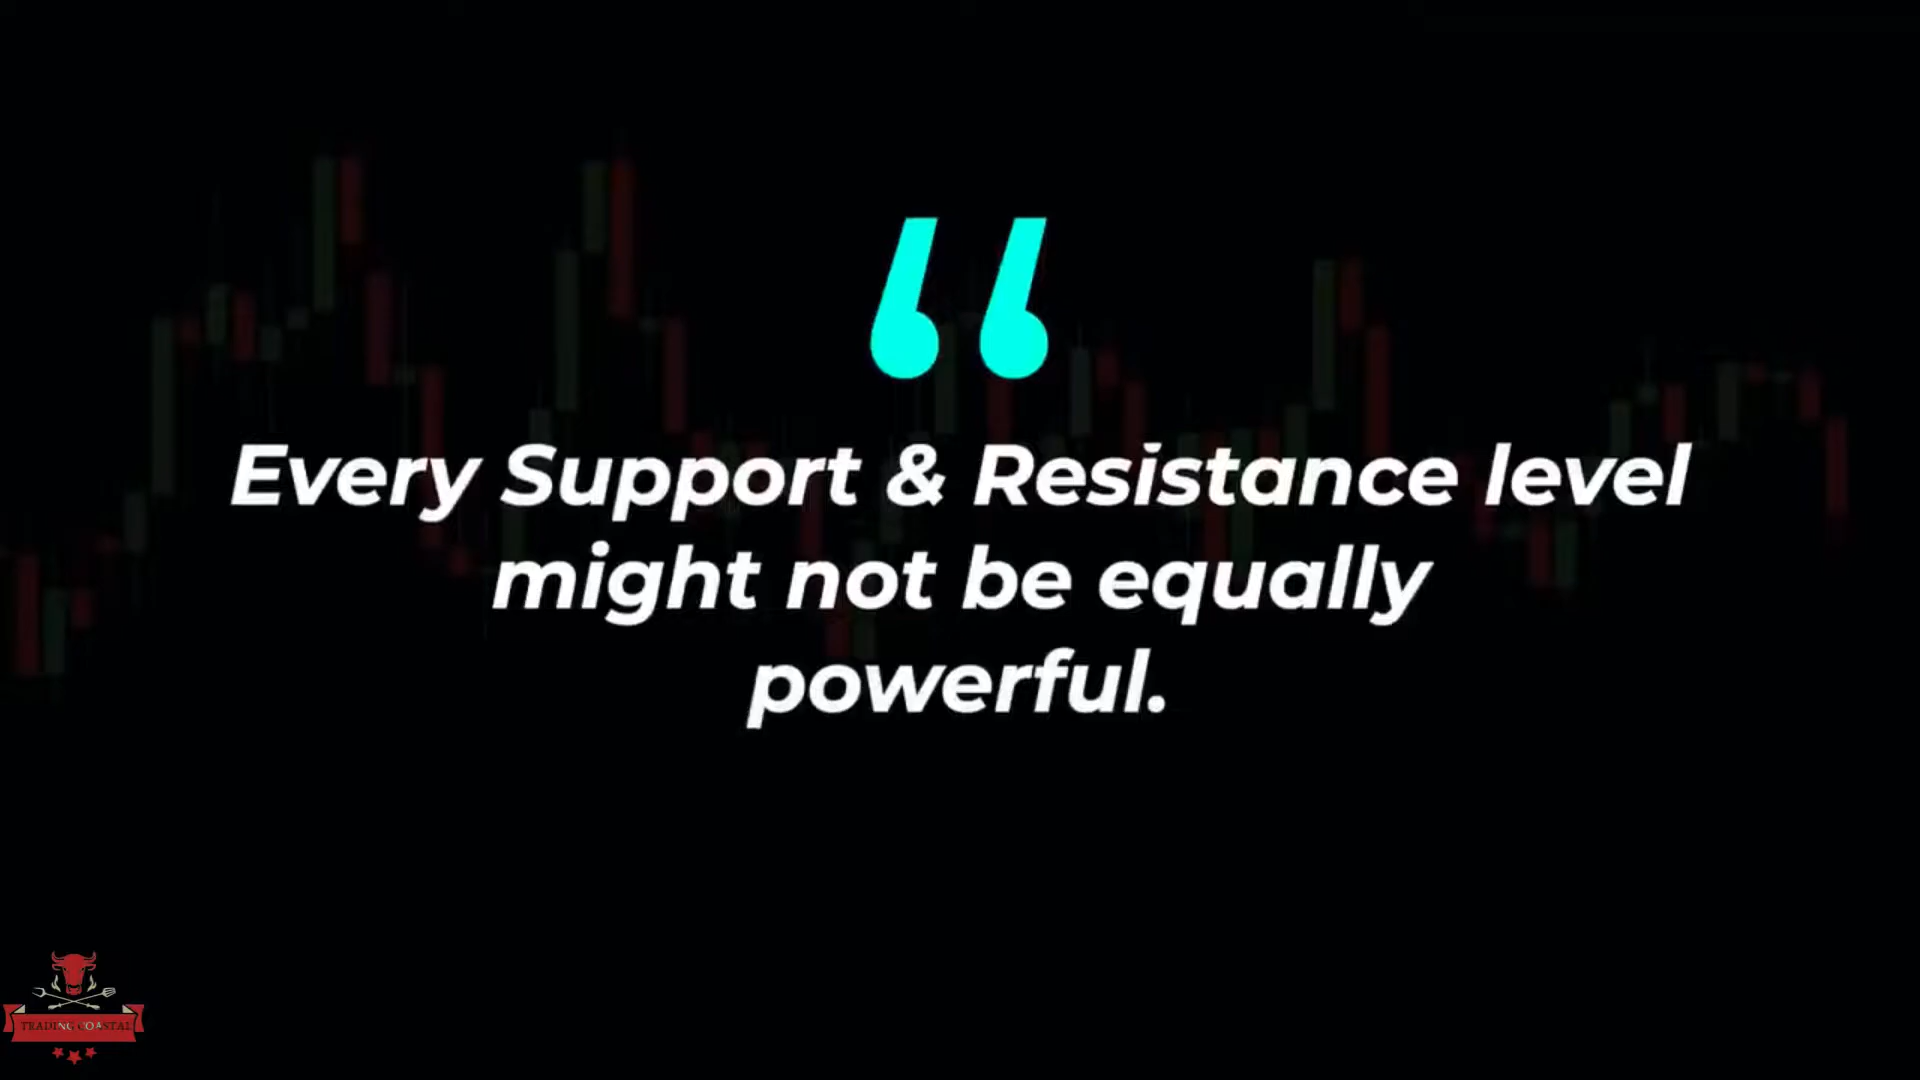 “
Every Support & Resistance level
might not be equally
powerful.
TRADING COASTAL